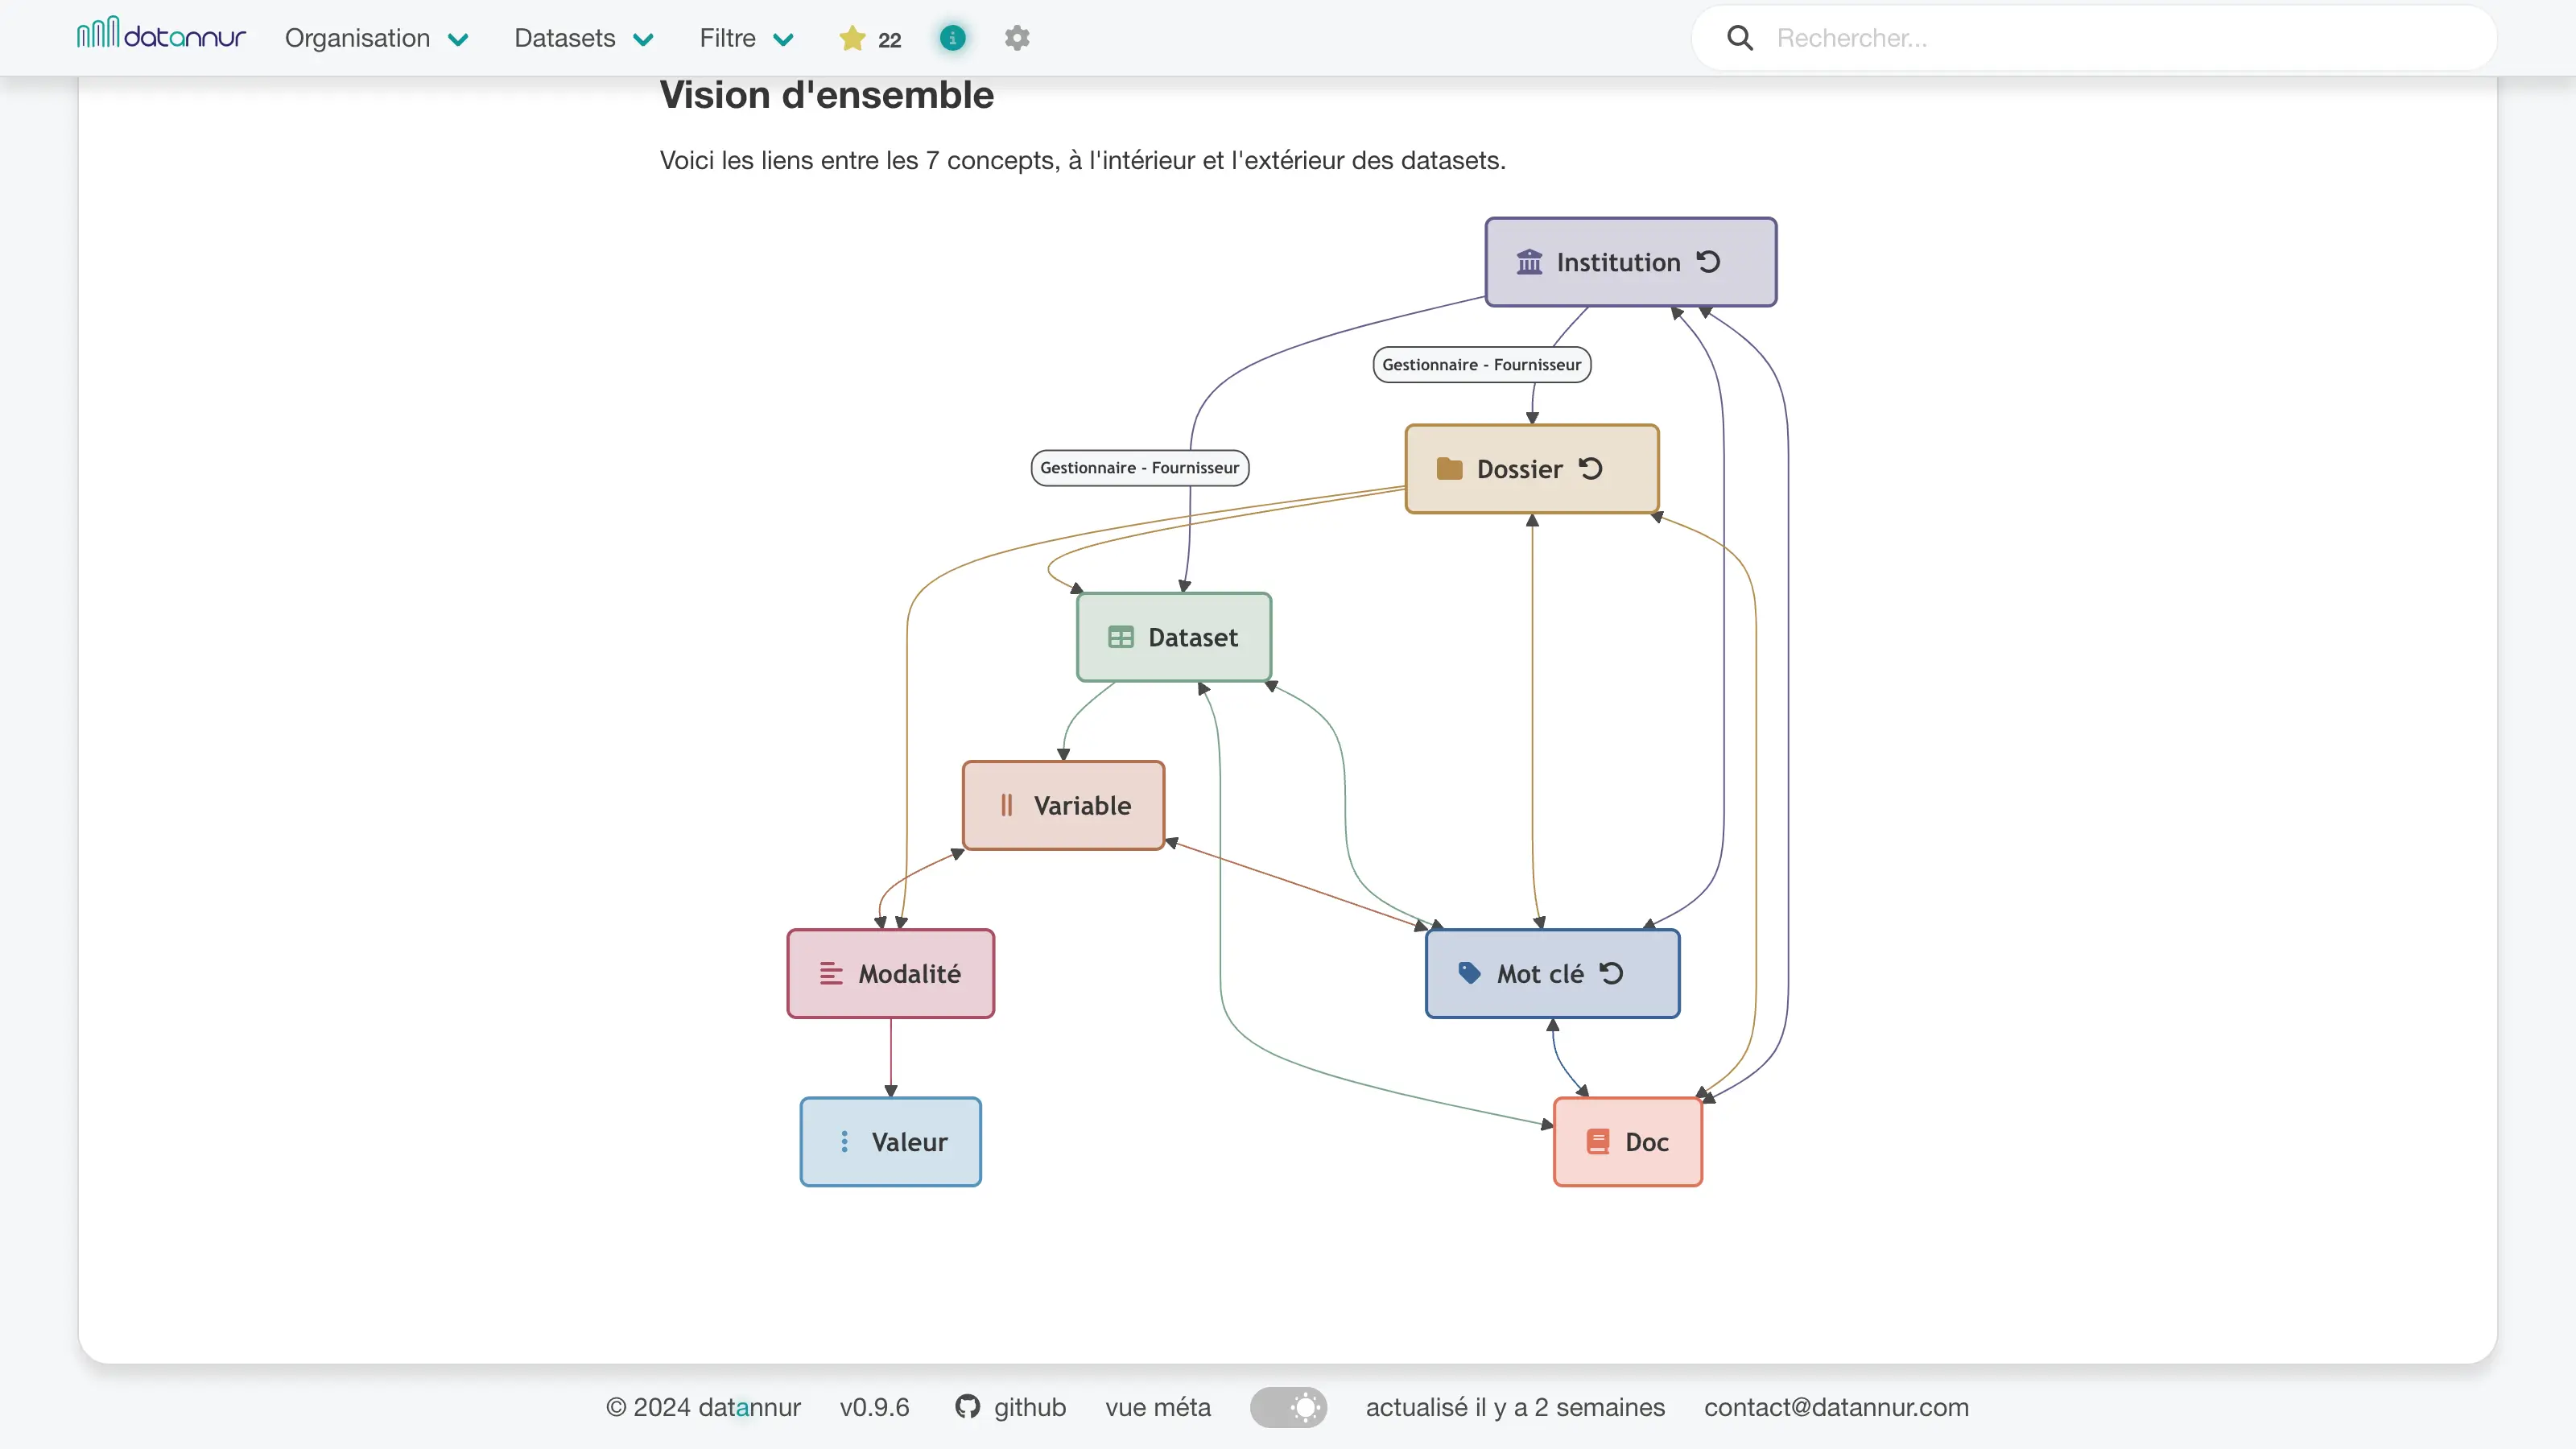 datannur Organisation Datasets Filtre 22 Rechercher...
Vision d'ensemble
Voici les liens entre les 7 concepts, à l'intérieur et l'extérieur des datasets.
Institution
Gestionnaire - Fournisseur
Dossier
Gestionnaire - Fournisseur
Dataset
Variable
Modalité
Mot clé
Valeur
Doc
© 2024 datannur v0.9.6 github vue méta actualisé il y a 2 semaines contact@datannur.com